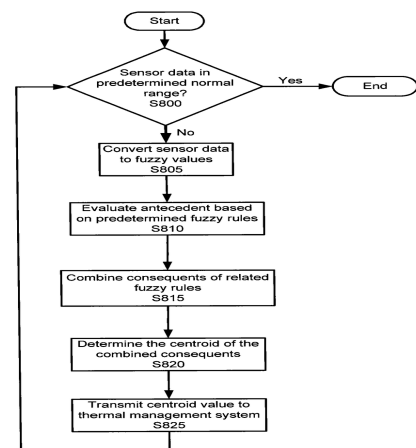 Start
Sensor data in
predetermined normal
range?
S800
Yes
End
No
Convert sensor data
to fuzzy values
S805
Evaluate antecedent based
on predetermined fuzzy rules
S810
Combine consequents of related
fuzzy rules
S815
Determine the centroid of the
combined consequents
S820
Transmit centroid value to
thermal management system
S825